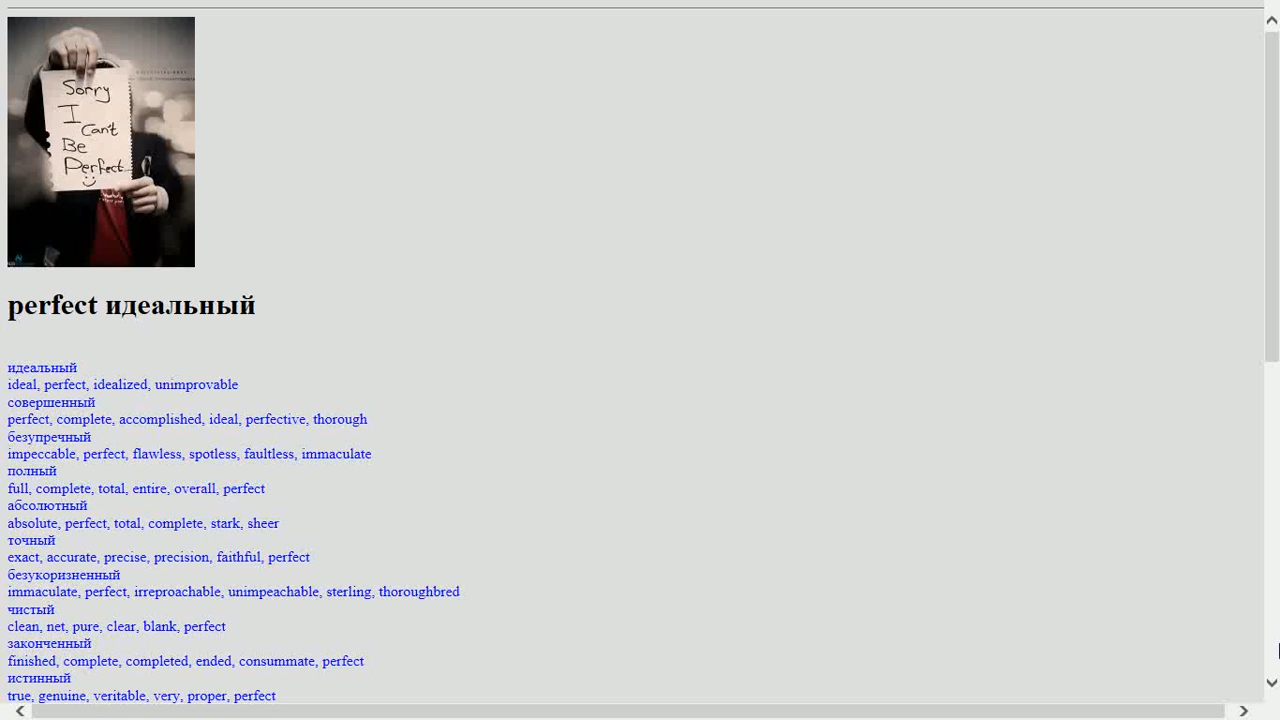 Sorry
I
Can't
Be
Perfect
perfect идеальный
идеальный
ideal, perfect, idealized, unimprovable
совершенный
perfect, complete, accomplished, ideal, perfective, thorough
безупречный
impeccable, perfect, flawless, spotless, faultless, immaculate
полный
full, complete, total, entire, overall, perfect
абсолютный
absolute, perfect, total, complete, stark, sheer
точный
exact, accurate, precise, precision, faithful, perfect
безукоризненный
immaculate, perfect, irreproachable, unimpeachable, sterling, thoroughbred
чистый
clean, net, pure, clear, blank, perfect
законченный
finished, complete, completed, ended, consummate, perfect
истинный
true, genuine, veritable, very, proper, perfect